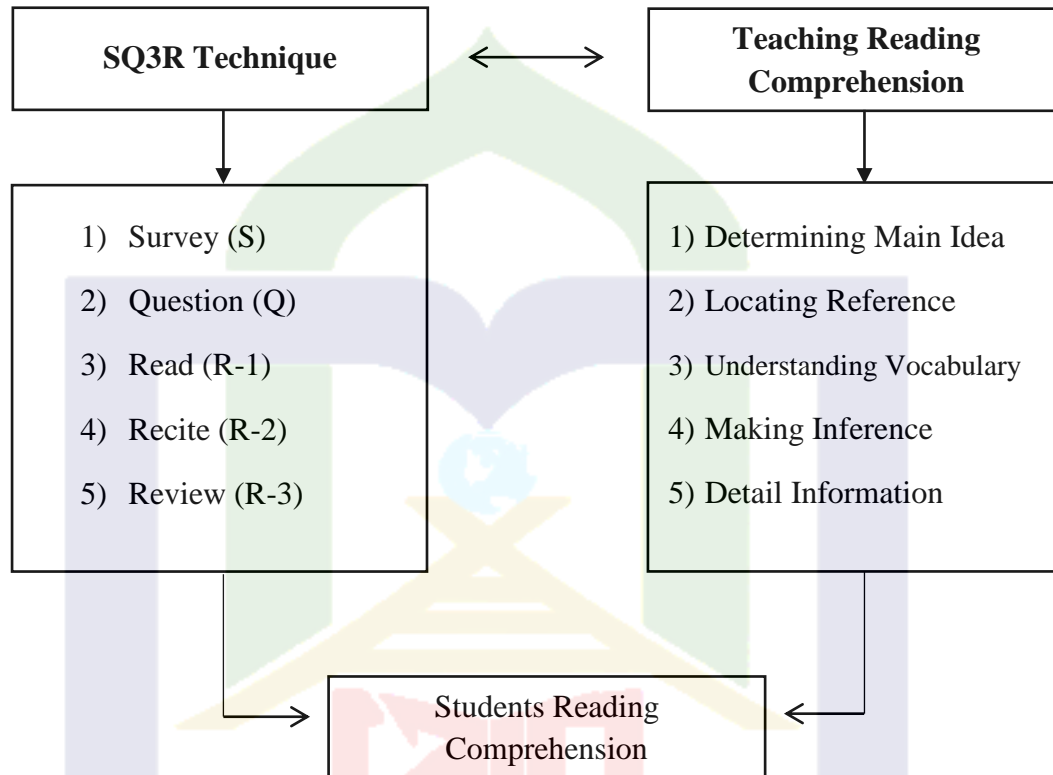 SQ3R Technique
Teaching Reading
Comprehension
1) Survey (S)
2) Question (Q)
3) Read (R-1)
4) Recite (R-2)
5) Review (R-3)
1) Determining Main Idea
2) Locating Reference
3) Understanding Vocabulary
4) Making Inference
5) Detail Information
Students Reading
Comprehension